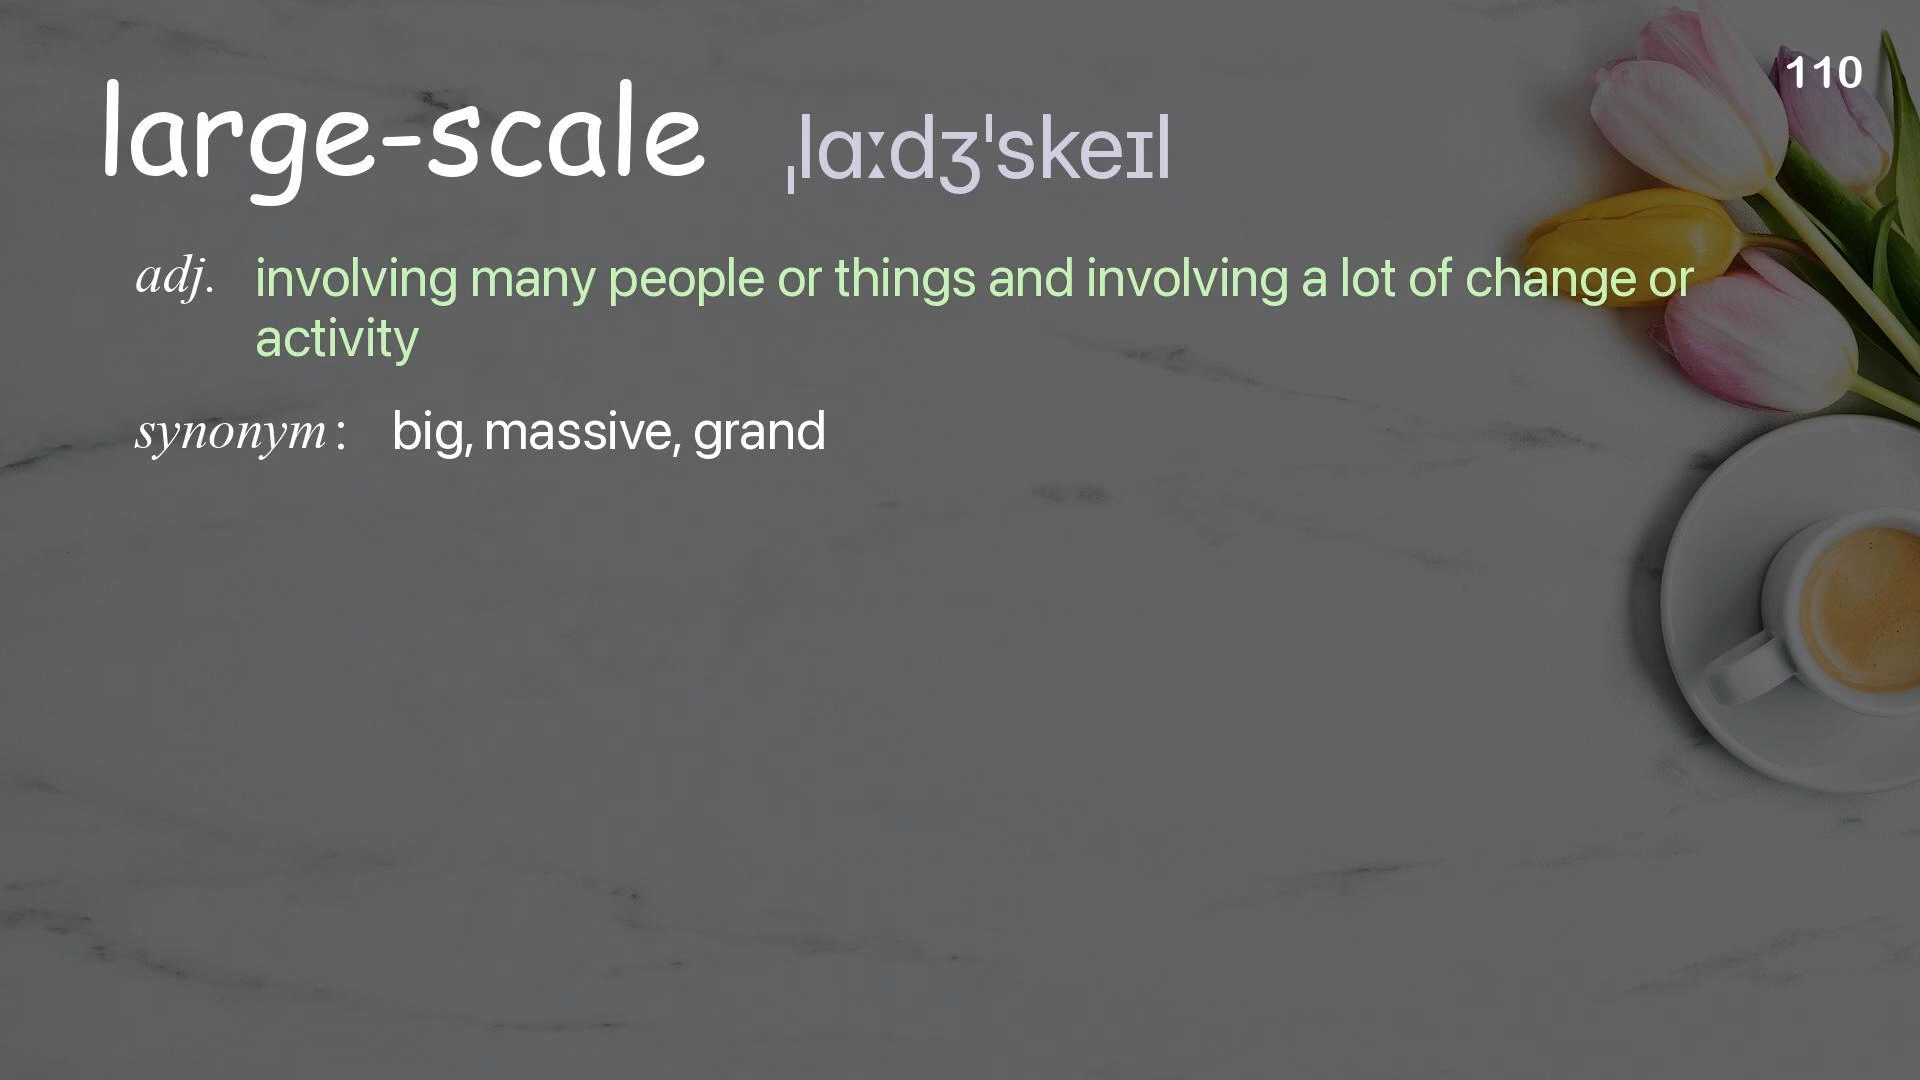 110
large-scale ˌlɑːdʒˈskeɪl
adj. involving many people or things and involving a lot of change or
activity
synonym : big, massive, grand